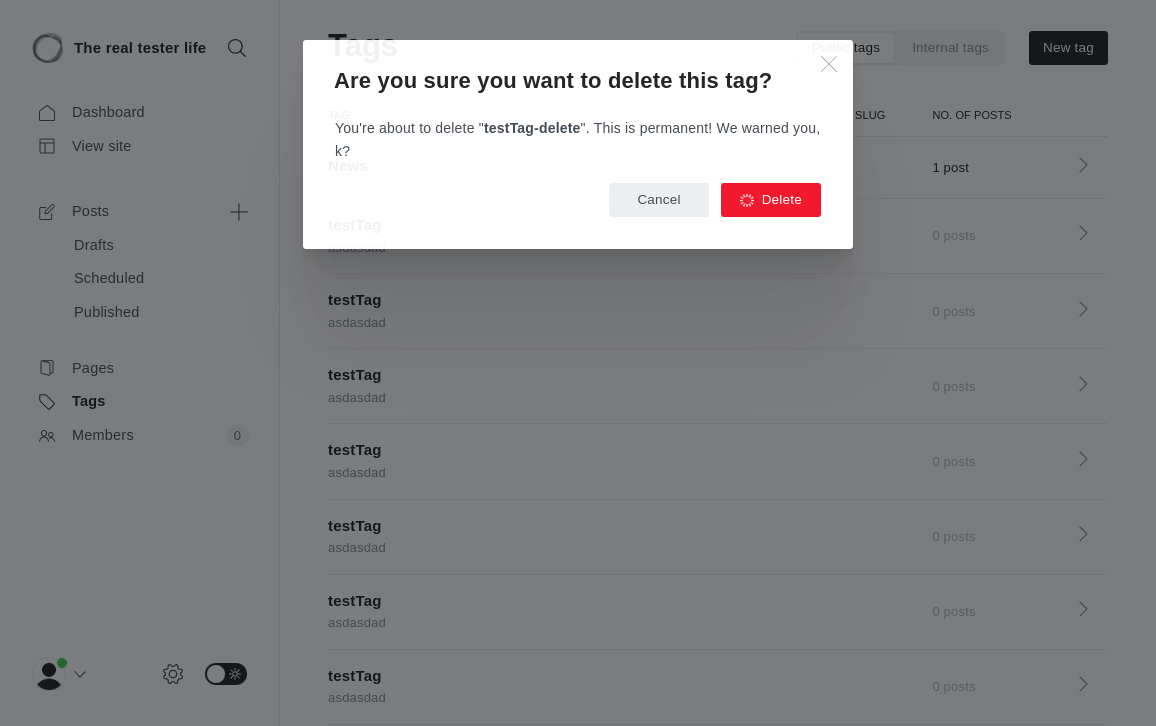 The real tester life
Dashboard
View site
Posts
Drafts
Scheduled
Published
Pages
Tags
Members
0
Tags
Public tags
Internal tags
New tag
Are you sure you want to delete this tag?
You're about to delete "testTag-delete". This is permanent! We warned you,
k?
Cancel
Delete
TAG
SLUG
NO. OF POSTS
News
1 post
testTag
asdasdad
0 posts
testTag
asdasdad
0 posts
testTag
asdasdad
0 posts
testTag
asdasdad
0 posts
testTag
asdasdad
0 posts
testTag
asdasdad
0 posts
testTag
asdasdad
0 posts